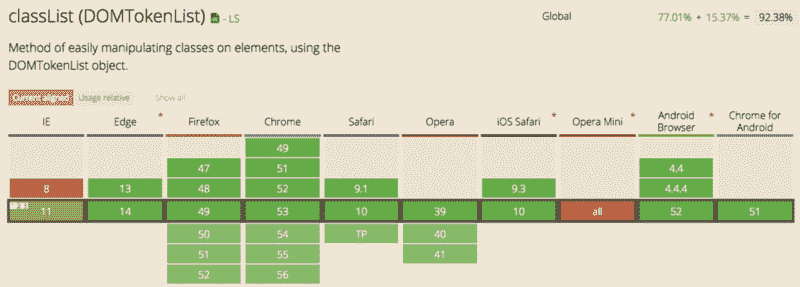 classList (DOMTokenList) - LS
Global 77.01% + 15.37% = 92.38%
Method of easily manipulating classes on elements, using the
DOMTokenList object.
Usage relative Show all
IE Edge * Firefox Chrome Safari Opera iOS Safari * Opera Mini * Android Browser * Chrome for Android
49
47 51 4.4
8 13 48 52 9.1 9.3 4.4.4
11 14 49 53 10 39 10 all 52 51
50 54 TP 40
51 55 41
52 56